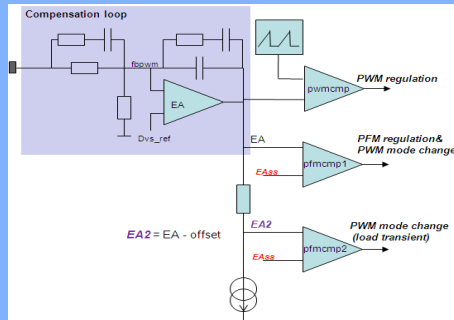 Compensation loop
fbpwm
EA
Dvs_ref
pwmcmp
PWM regulation
EA
EAss
pfmcmp1
PFM regulation&
PWM mode change
EA2 = EA - offset
EA2
EAss
pfmcmp2
PWM mode change
(load transient)